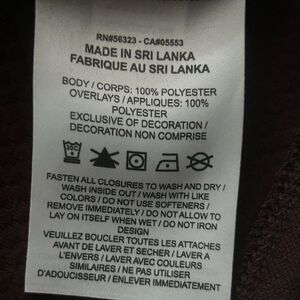 RN#56323 - CA#05553
MADE IN SRI LANKA
FABRIQUE AU SRI LANKA
BODY / CORPS: 100% POLYESTER
OVERLAYS / APPLIQUES: 100%
POLYESTER
EXCLUSIVE OF DECORATION /
DECORATION NON COMPRISE
FASTEN ALL CLOSURES TO WASH AND DRY /
WASH INSIDE OUT / WASH WITH LIKE
COLORS / DO NOT USE SOFTENERS /
REMOVE IMMEDIATELY / DO NOT ALLOW TO
LAY ON ITSELF WHEN WET / DO NOT IRON
DESIGN
VEUILLEZ BOUCLER TOUTES LES ATTACHES
AVANT DE LAVER ET SECHER / LAVER A
L'ENVERS / LAVER AVEC COULEURS
SIMILAIRES / NE PAS UTILISER
D'ADOUCISSEUR / ENLEVER IMMEDIATEMENT